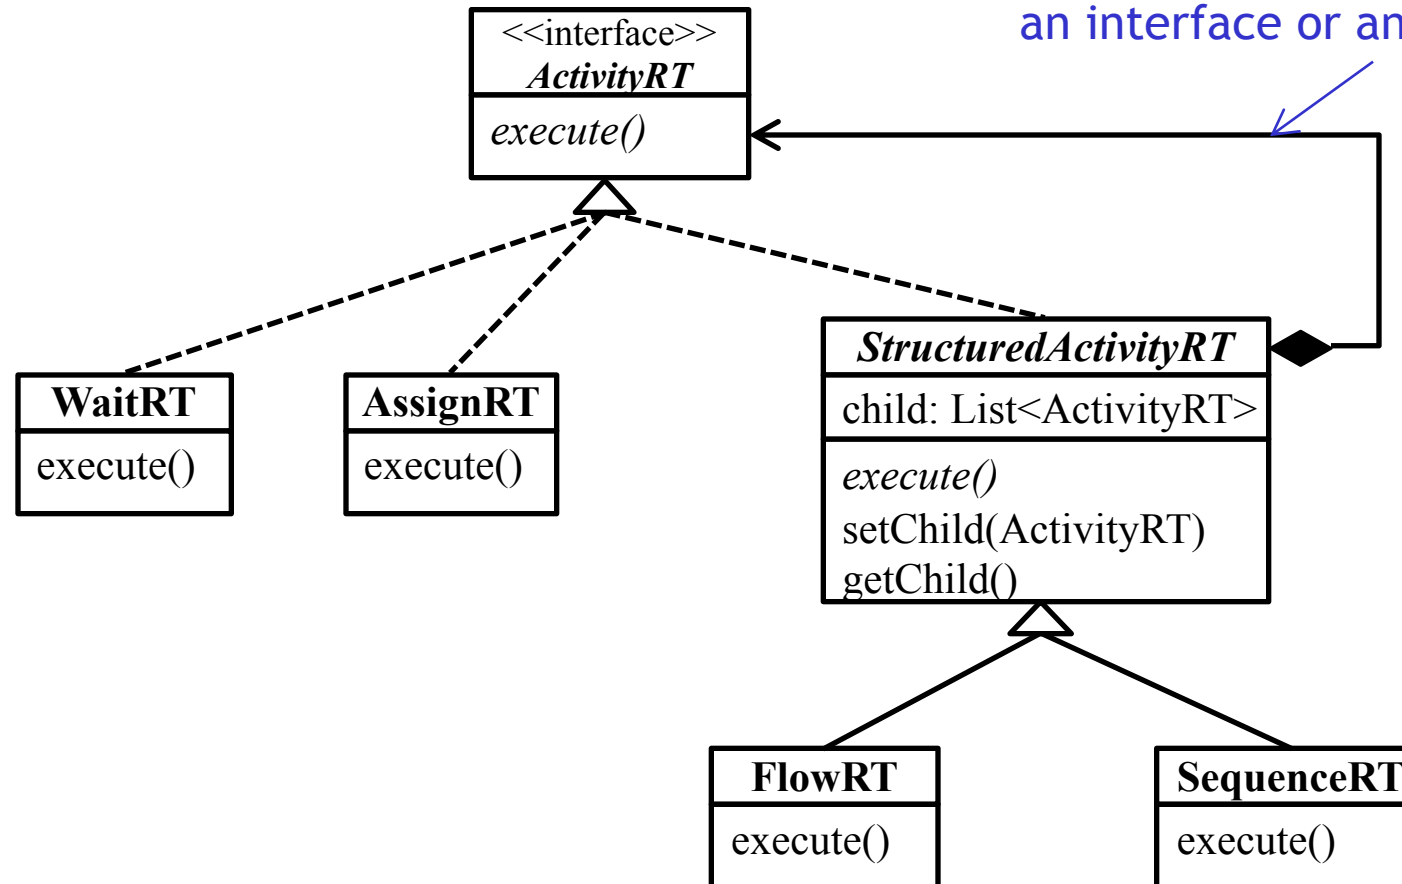 an interface or an
<<interface>>
ActivityRT
execute()
StructuredActivityRT
child: List<ActivityRT>
execute()
setChild(ActivityRT)
getChild()
WaitRT
execute()
AssignRT
execute()
FlowRT
execute()
SequenceRT
execute()